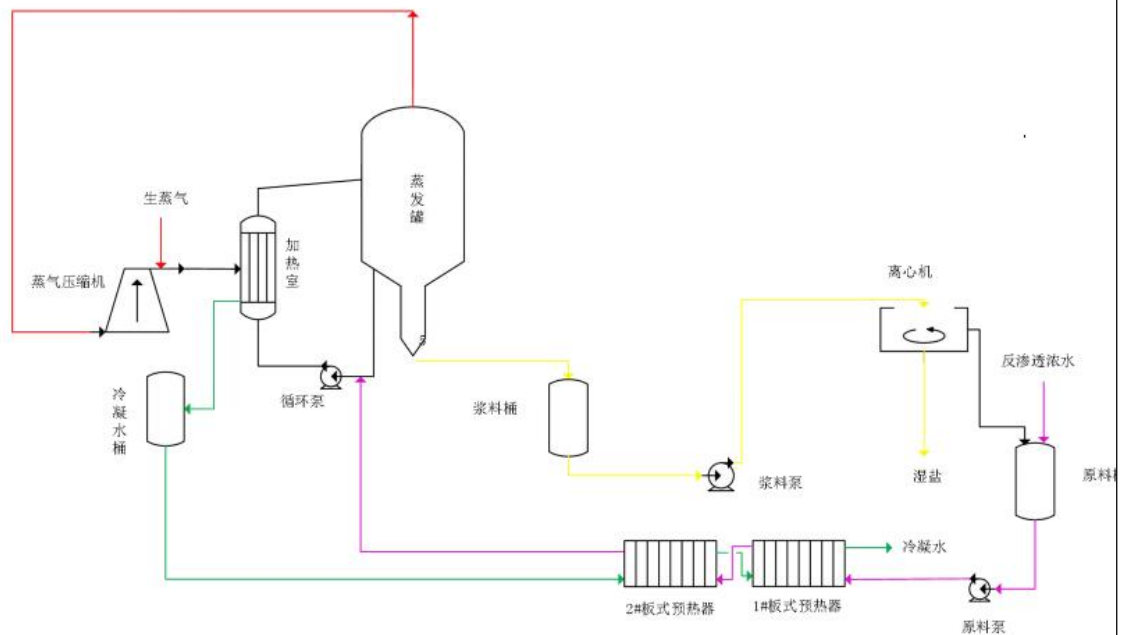 生蒸气
蒸气压缩机
加热室
蒸发罐
离心机
反渗透浓水
冷凝水桶
循环泵
浆料桶
浆料泵
湿盐
原料
冷凝水
2#板式预热器
1#板式预热器
原料泵